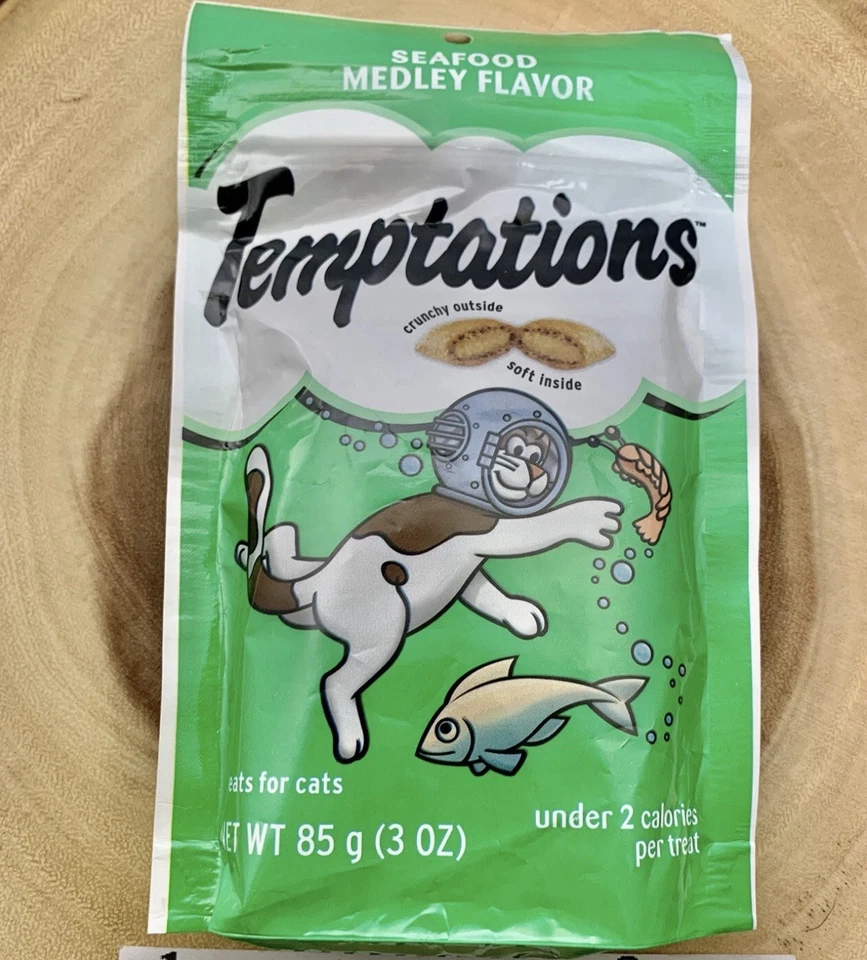 SEAFOOD
MEDLEY FLAVOR
Temptations™
crunchy outside
soft inside
eats for cats
ET WT 85 g (3 OZ)
under 2 calories
per treat